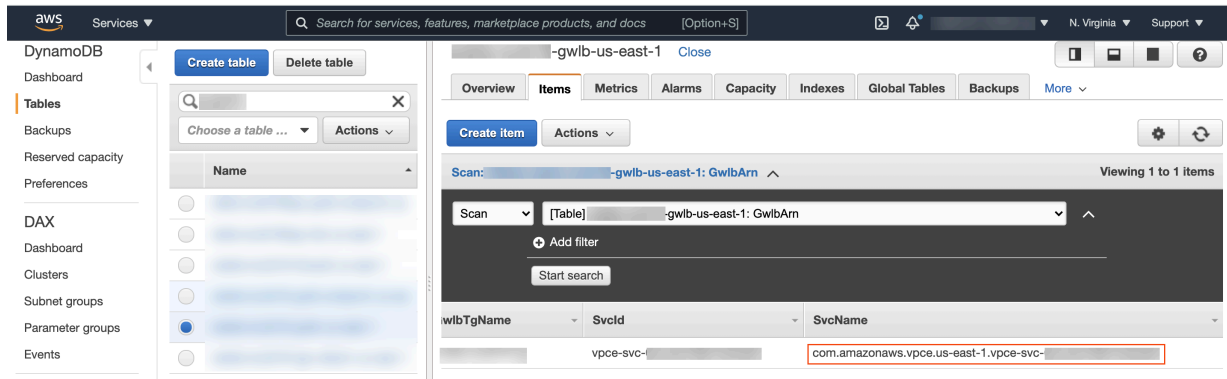 aws Services Search for services, features, marketplace products, and docs [Option+S] N. Virginia Support
DynamoDB
Dashboard
Tables
Backups
Reserved capacity
Preferences
DAX
Dashboard
Clusters
Subnet groups
Parameter groups
Events
Create table Delete table
Choose a table ... Actions
Name
-gwlb-us-east-1 Close
Overview Items Metrics Alarms Capacity Indexes Global Tables Backups More
Create item Actions
Scan: -gwlb-us-east-1: GwlbArn Viewing 1 to 1 items
Scan [Table] -gwlb-us-east-1: GwlbArn
Add filter
Start search
wlbTgName SvcId SvcName
vpce-svc- com.amazonaws.vpce.us-east-1.vpce-svc-